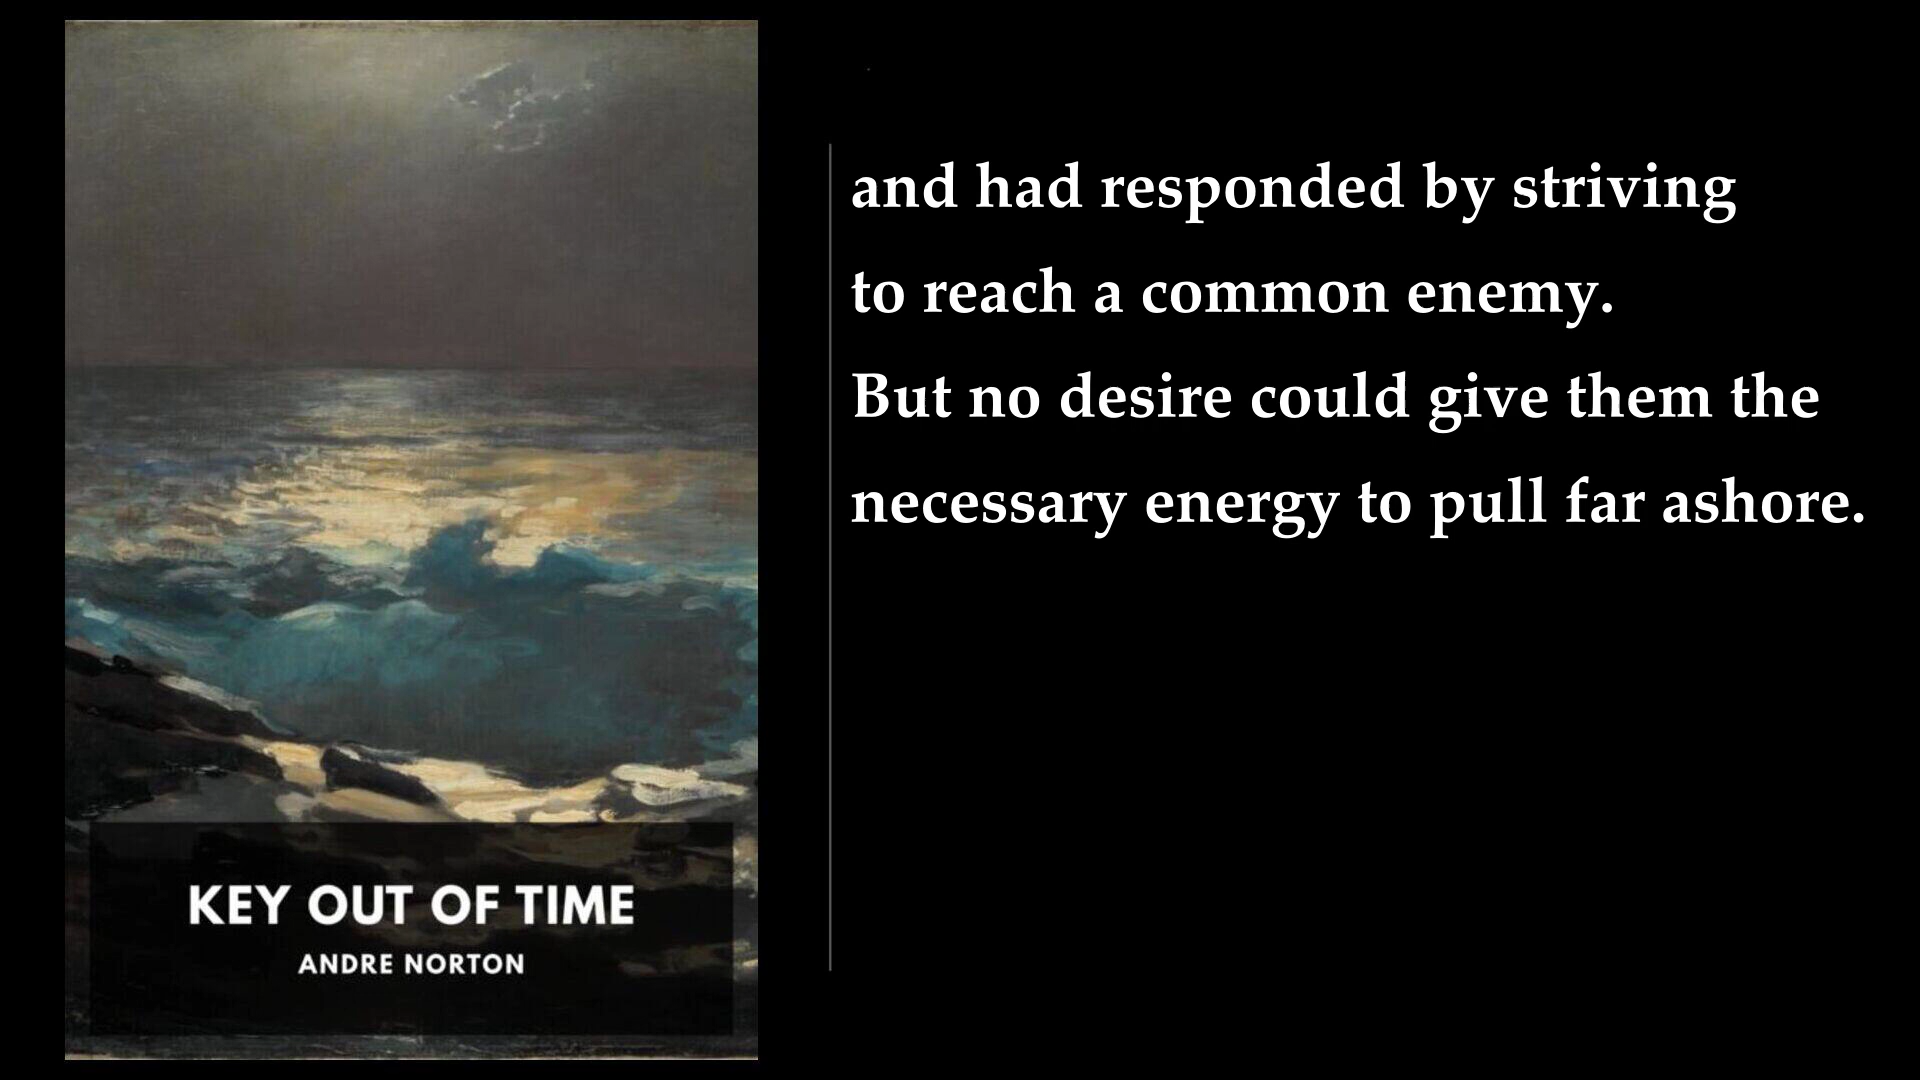 KEY OUT OF TIME
ANDRE NORTON
and had responded by striving
to reach a common enemy.
But no desire could give them the
necessary energy to pull far ashore.